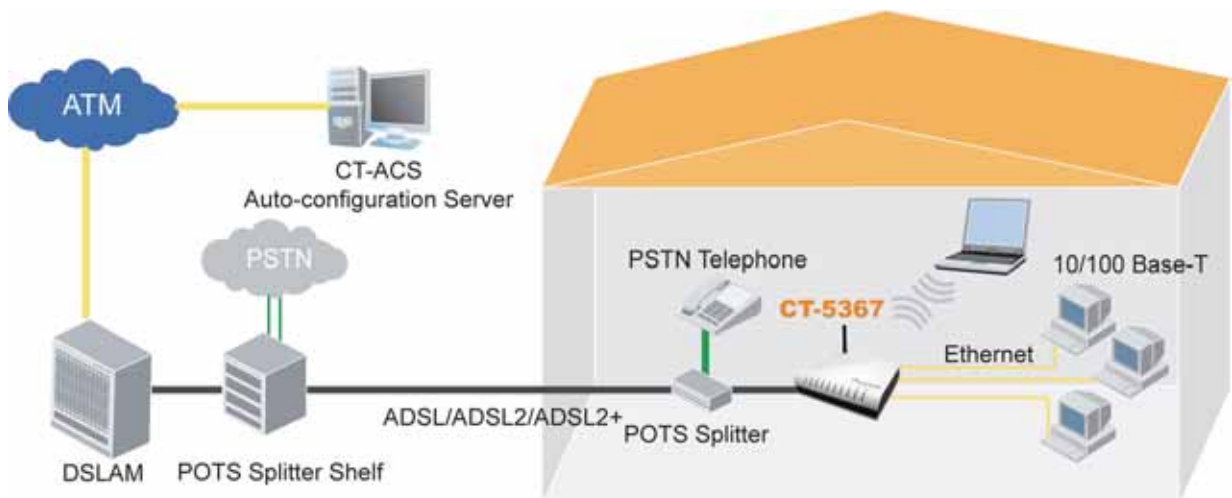 ATM
CT-ACS
Auto-configuration Server
PSTN
PSTN Telephone
10/100 Base-T
CT-5367
Ethernet
ADSL/ADSL2/ADSL2+
POTS Splitter
DSLAM
POTS Splitter Shelf